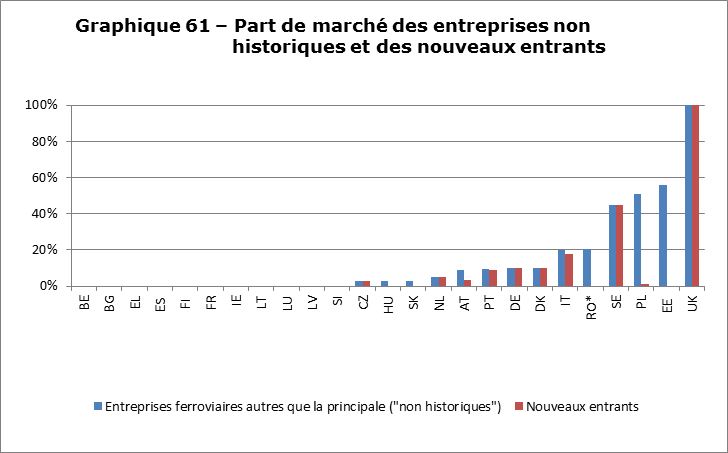 Graphique 61 – Part de marché des entreprises non
historiques et des nouveaux entrants
100%
80%
60%
40%
20%
0%
BE
BG
EL
ES
FI
FR
IE
LT
LU
LV
SI
CZ
HU
SK
NL
AT
PT
DE
DK
IT
RO*
SE
PL
EE
UK
Entreprises ferroviaires autres que la principale ("non historiques")
Nouveaux entrants